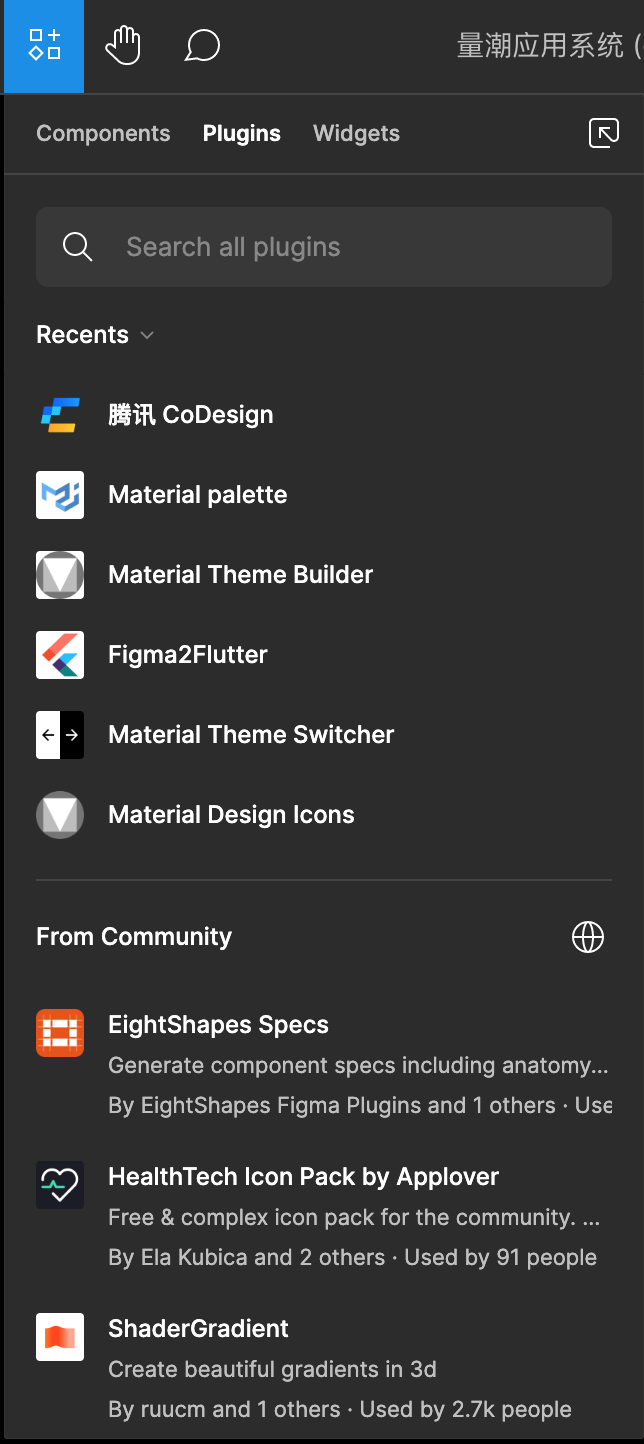 量潮应用系统 (
Components Plugins Widgets
Search all plugins
Recents
腾讯 CoDesign
Material palette
Material Theme Builder
Figma2Flutter
Material Theme Switcher
Material Design Icons
From Community
EightShapes Specs
Generate component specs including anatomy...
By EightShapes Figma Plugins and 1 others · Use
HealthTech Icon Pack by Applover
Free & complex icon pack for the community. ...
By Ela Kubica and 2 others · Used by 91 people
ShaderGradient
Create beautiful gradients in 3d
By ruucm and 1 others · Used by 2.7k people